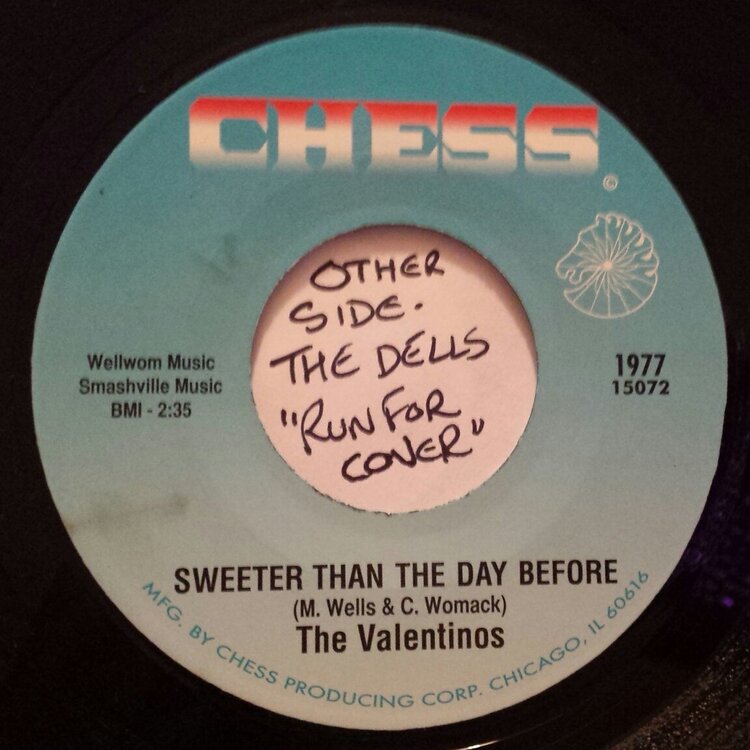 CHESS
©
OTHER
SIDE.
THE DELLS
"RUN FOR
COVER"
Wellwom Music
Smashville Music
BMI - 2:35
1977
15072
SWEETER THAN THE DAY BEFORE
(M. Wells & C. Womack)
The Valentinos
MFG. BY CHESS PRODUCING CORP. CHICAGO, IL 60616